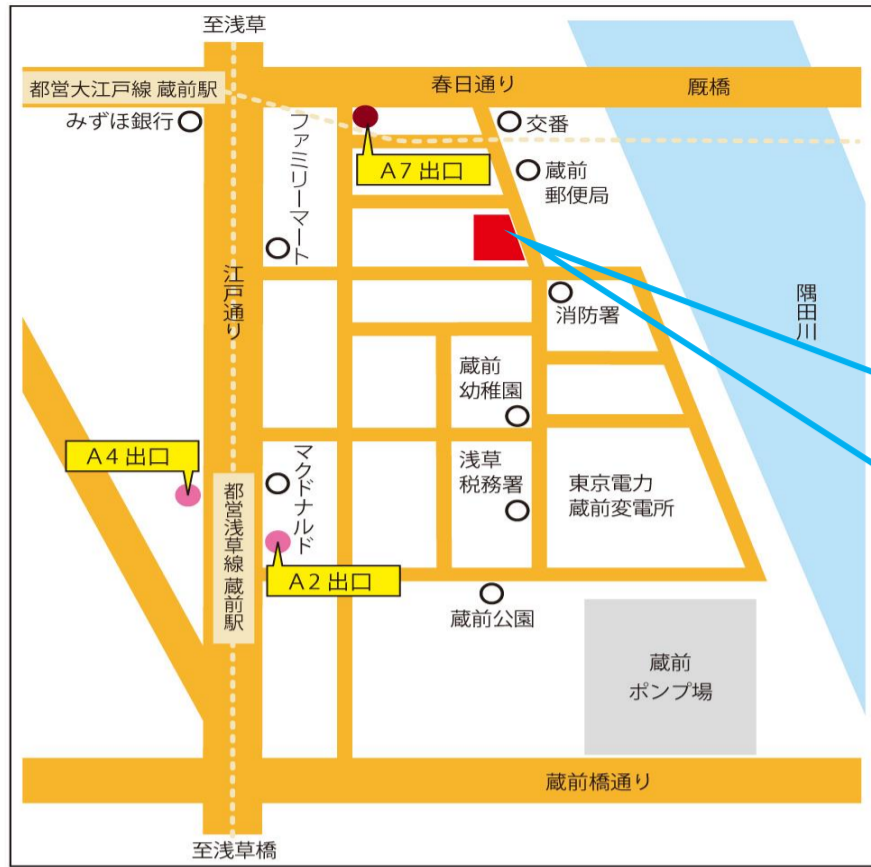 至浅草
都営大江戸線 蔵前駅
春日通り
厩橋
みずほ銀行
ファミリーマート
交番
A7 出口
蔵前
郵便局
江戸通り
消防署
隅田川
蔵前
幼稚園
A4 出口
マクドナルド
浅草
税務署
東京電力
蔵前変電所
都営浅草線 蔵前駅
A2 出口
蔵前公園
蔵前
ポンプ場
蔵前橋通り
至浅草橋